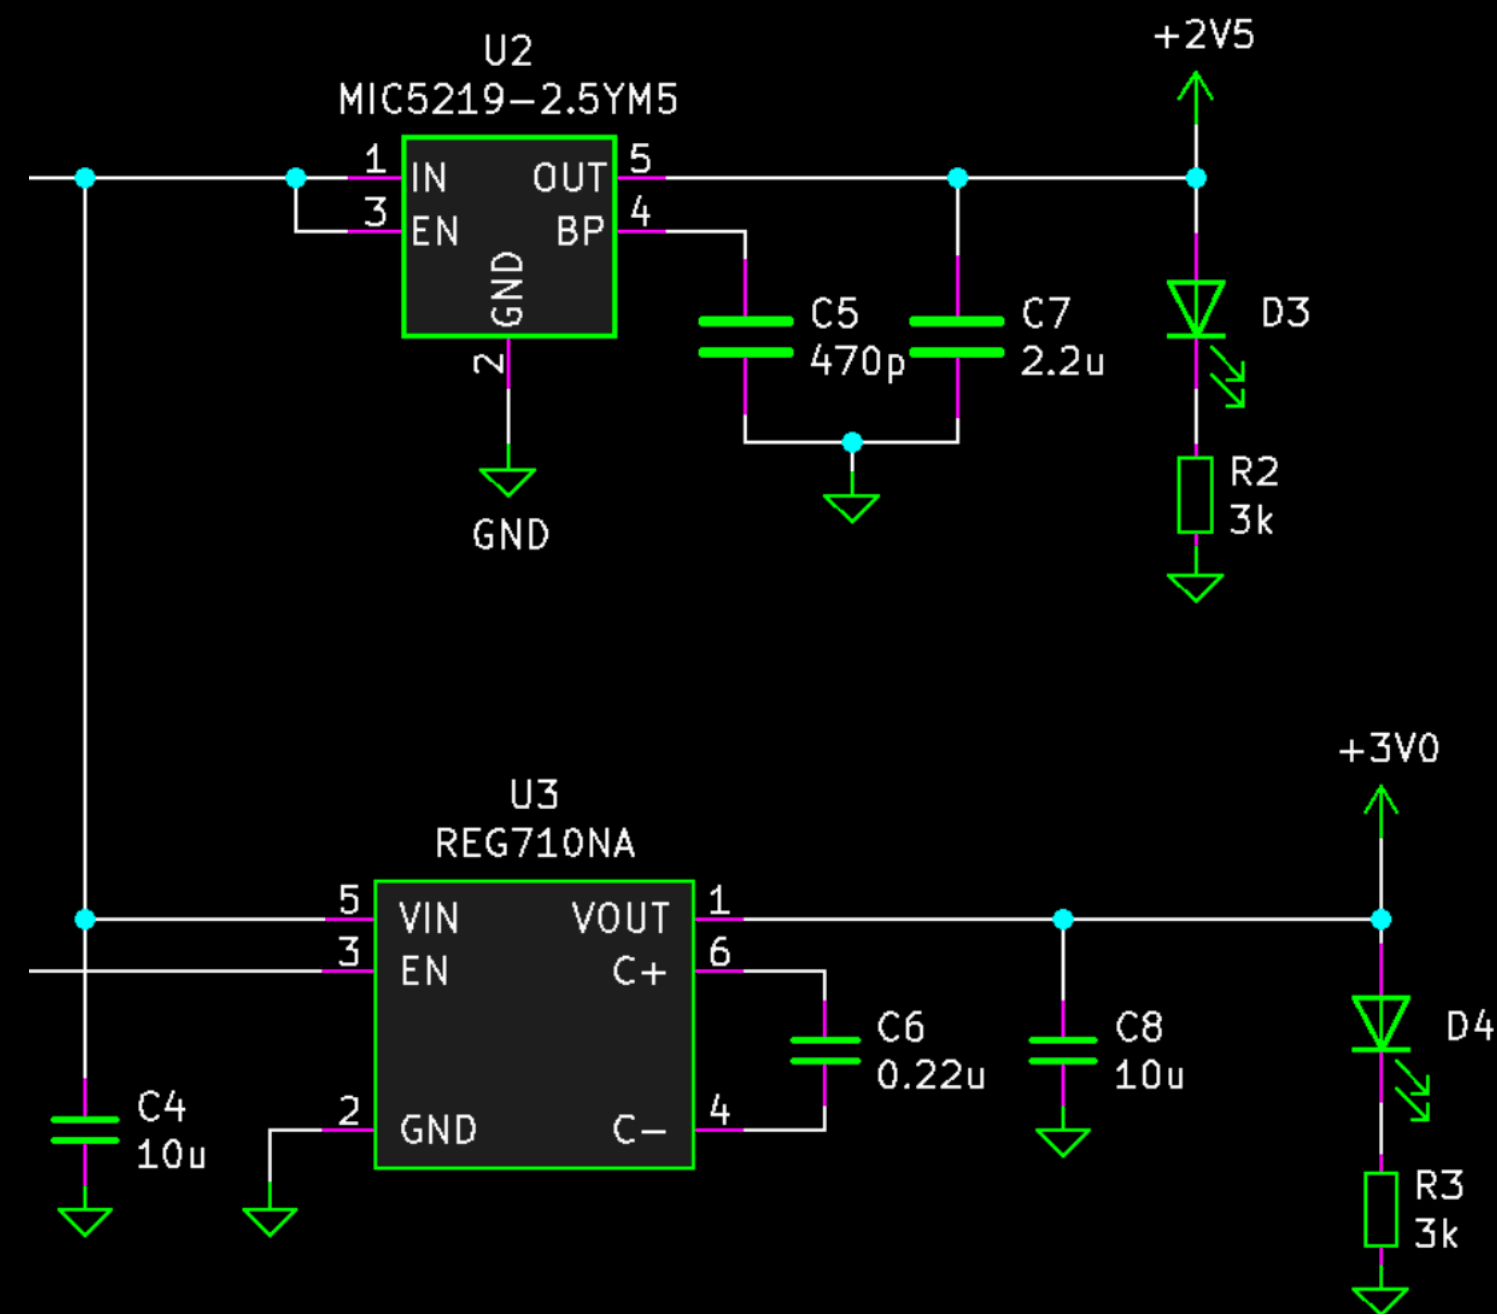 +2V5
U2
MIC5219-2.5YM5
1
IN
OUT
5
3
EN
BP
4
GND
2
GND
C5
470p
C7
2.2u
D3
R2
3k
+3V0
U3
REG710NA
5
VIN
VOUT
1
3
EN
C+
6
2
GND
C-
4
C4
10u
C6
0.22u
C8
10u
D4
R3
3k